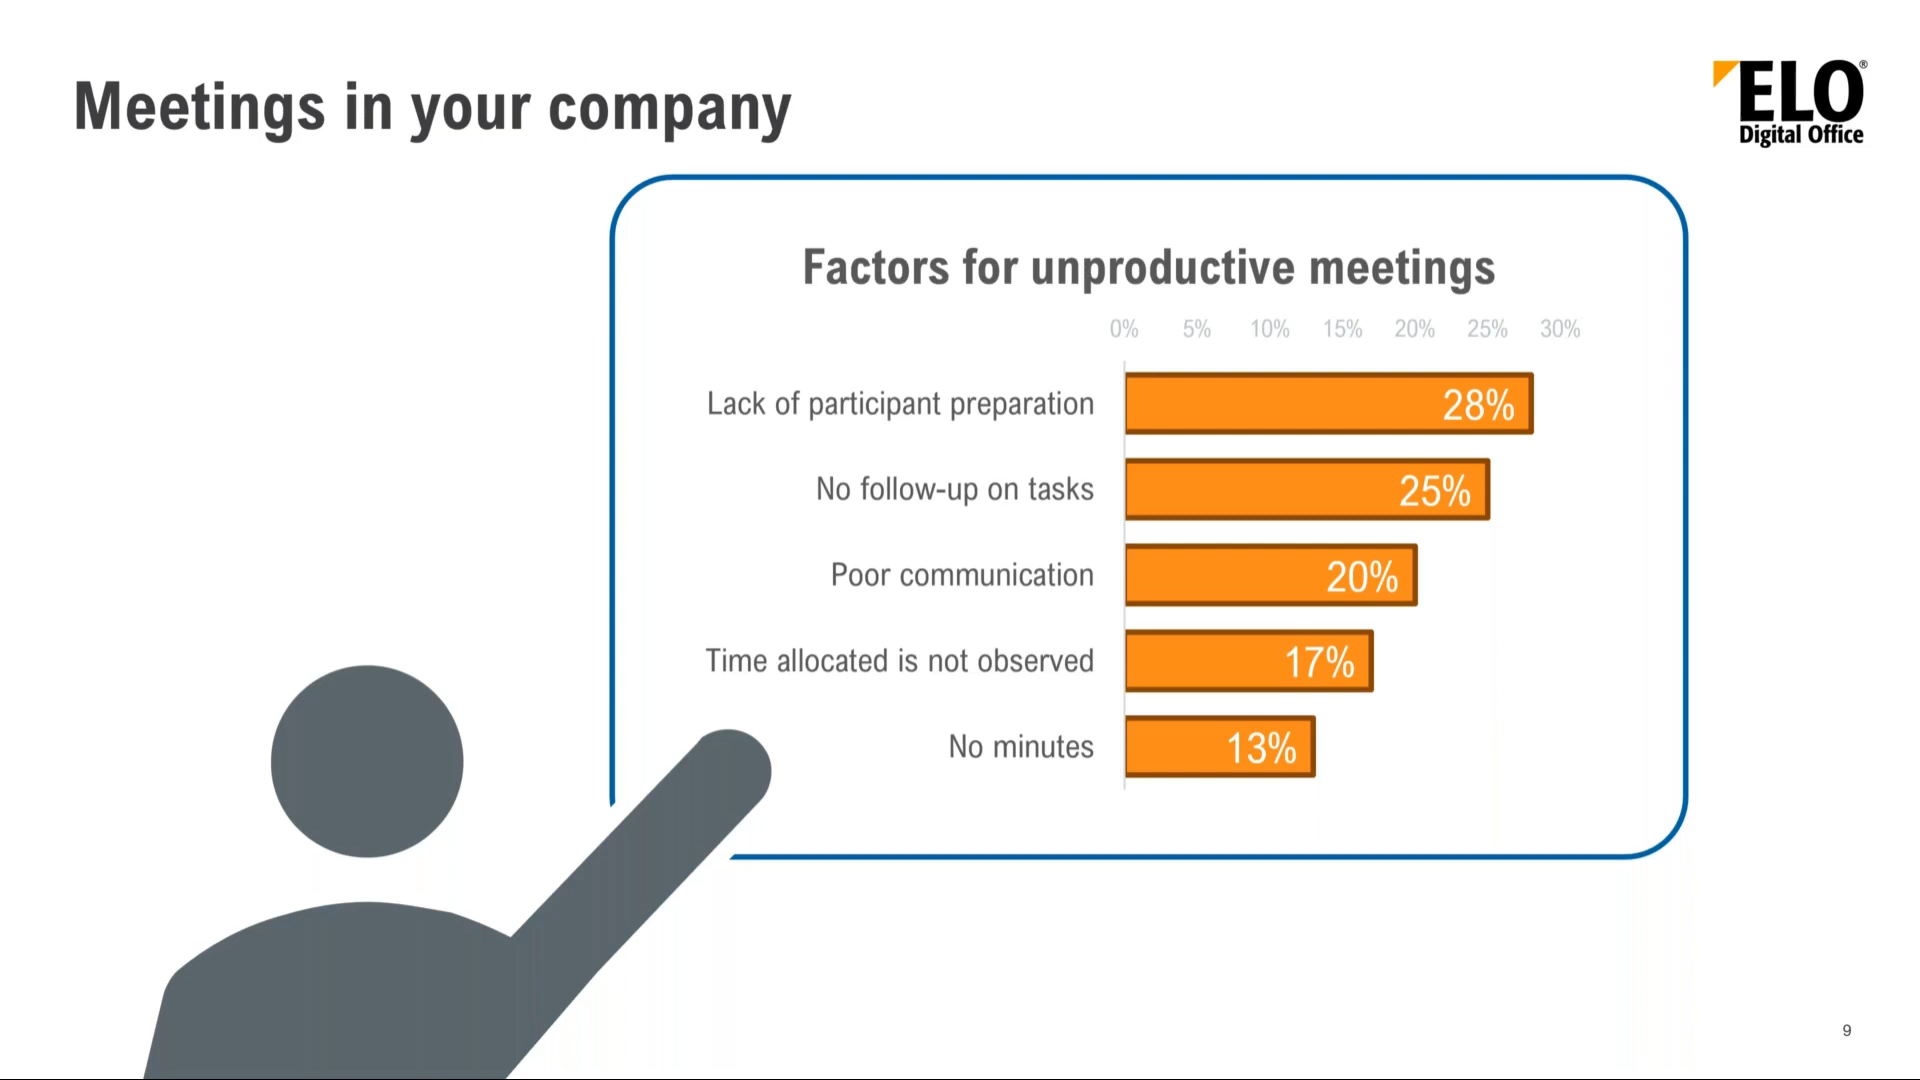 Meetings in your company
ELO®
Digital Office
Factors for unproductive meetings
0% 5% 10% 15% 20% 25% 30%
Lack of participant preparation 28%
No follow-up on tasks 25%
Poor communication 20%
Time allocated is not observed 17%
No minutes 13%
9